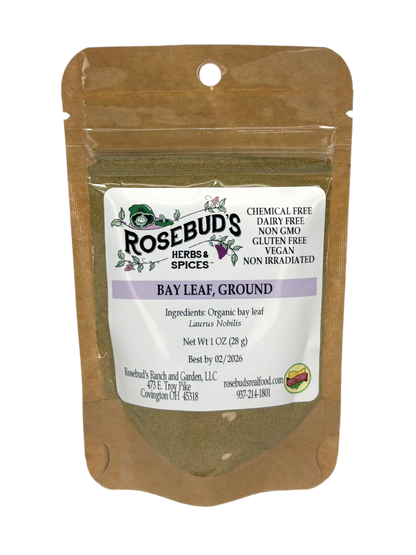 ROSEBUD'S
HERBS &
SPICES™
CHEMICAL FREE
DAIRY FREE
NON GMO
GLUTEN FREE
VEGAN
NON IRRADIATED
BAY LEAF, GROUND
Ingredients: Organic bay leaf
Laurus Nobilis
Net Wt 1 OZ (28 g)
Best by 02/2026
Rosebud's Ranch and Garden, LLC
473 E. Troy Pike
Covington OH 45318
rosebudsrealfood.com
937-214-1801